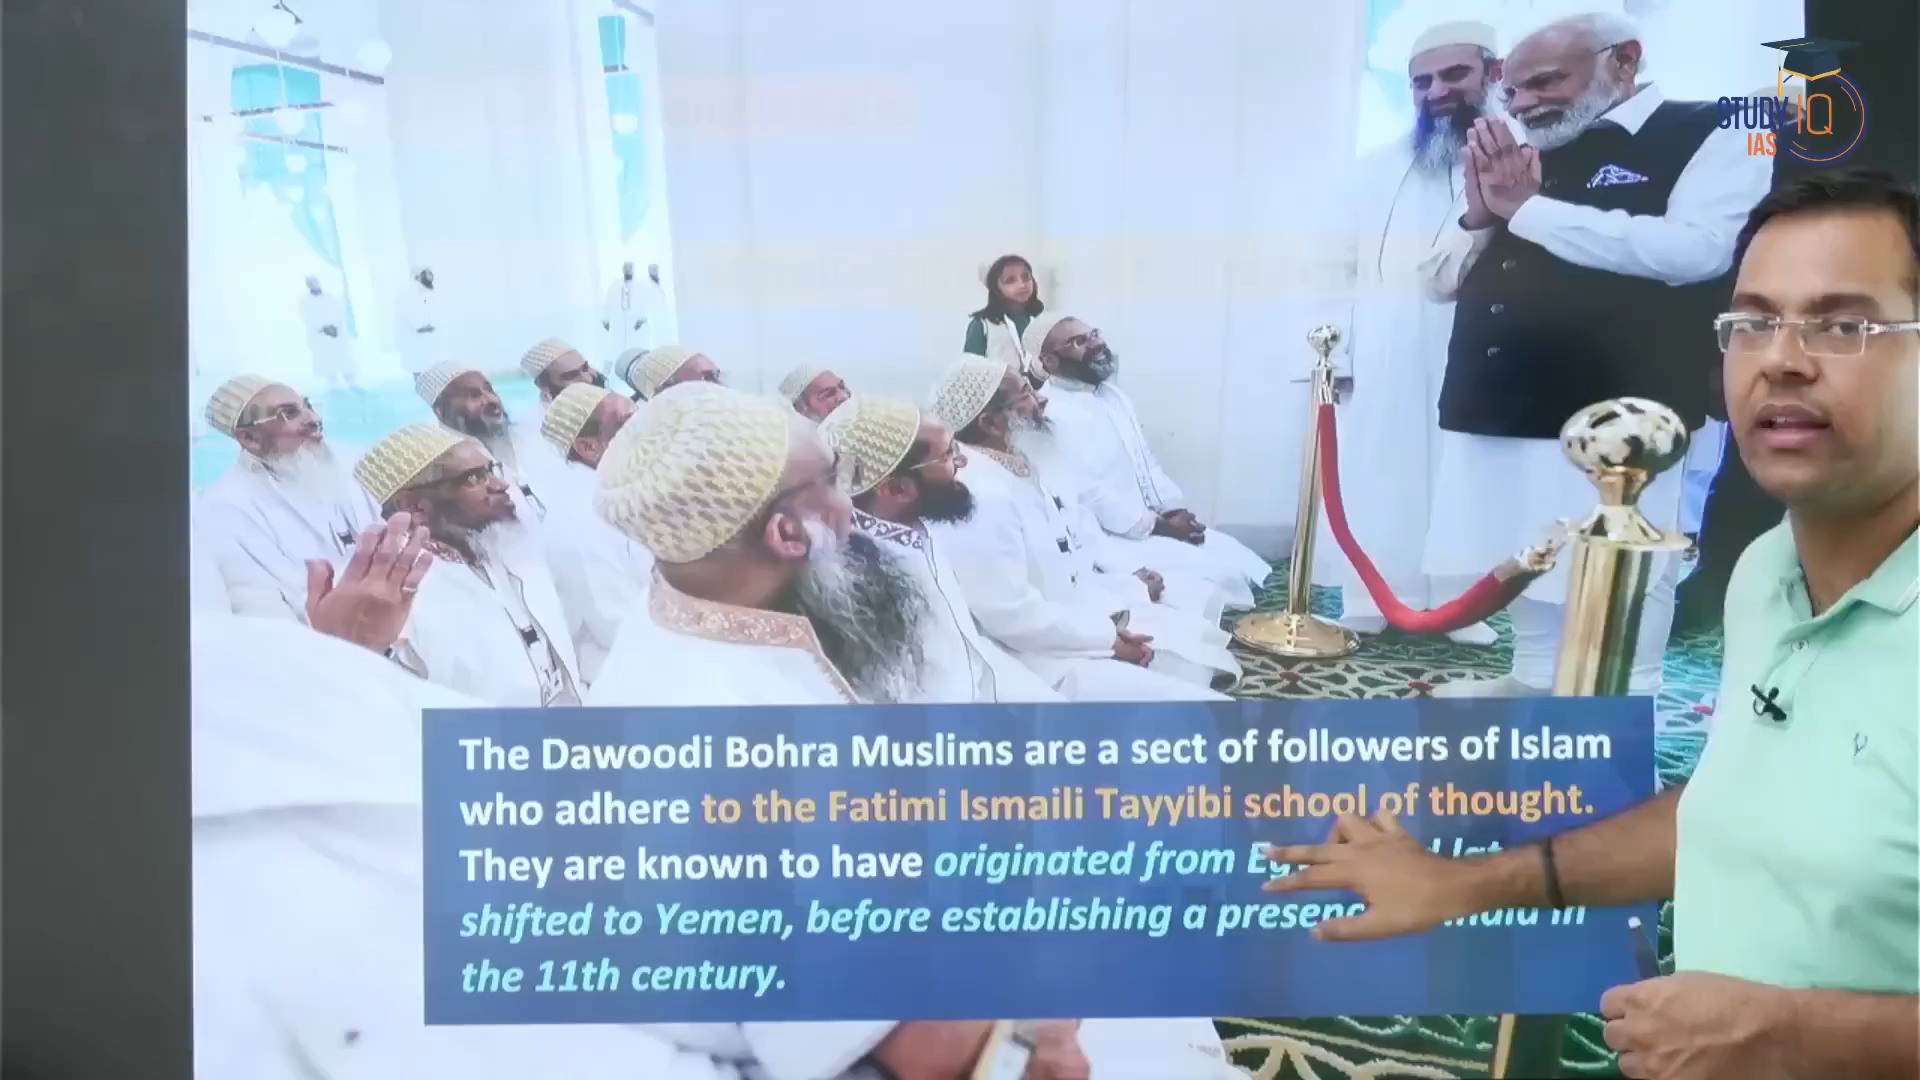 STUDY IQ
IAS
The Dawoodi Bohra Muslims are a sect of followers of Islam
who adhere to the Fatimi Ismaili Tayyibi school of thought.
They are known to have originated from
shifted to Yemen, before establishing a in
the 11th century.